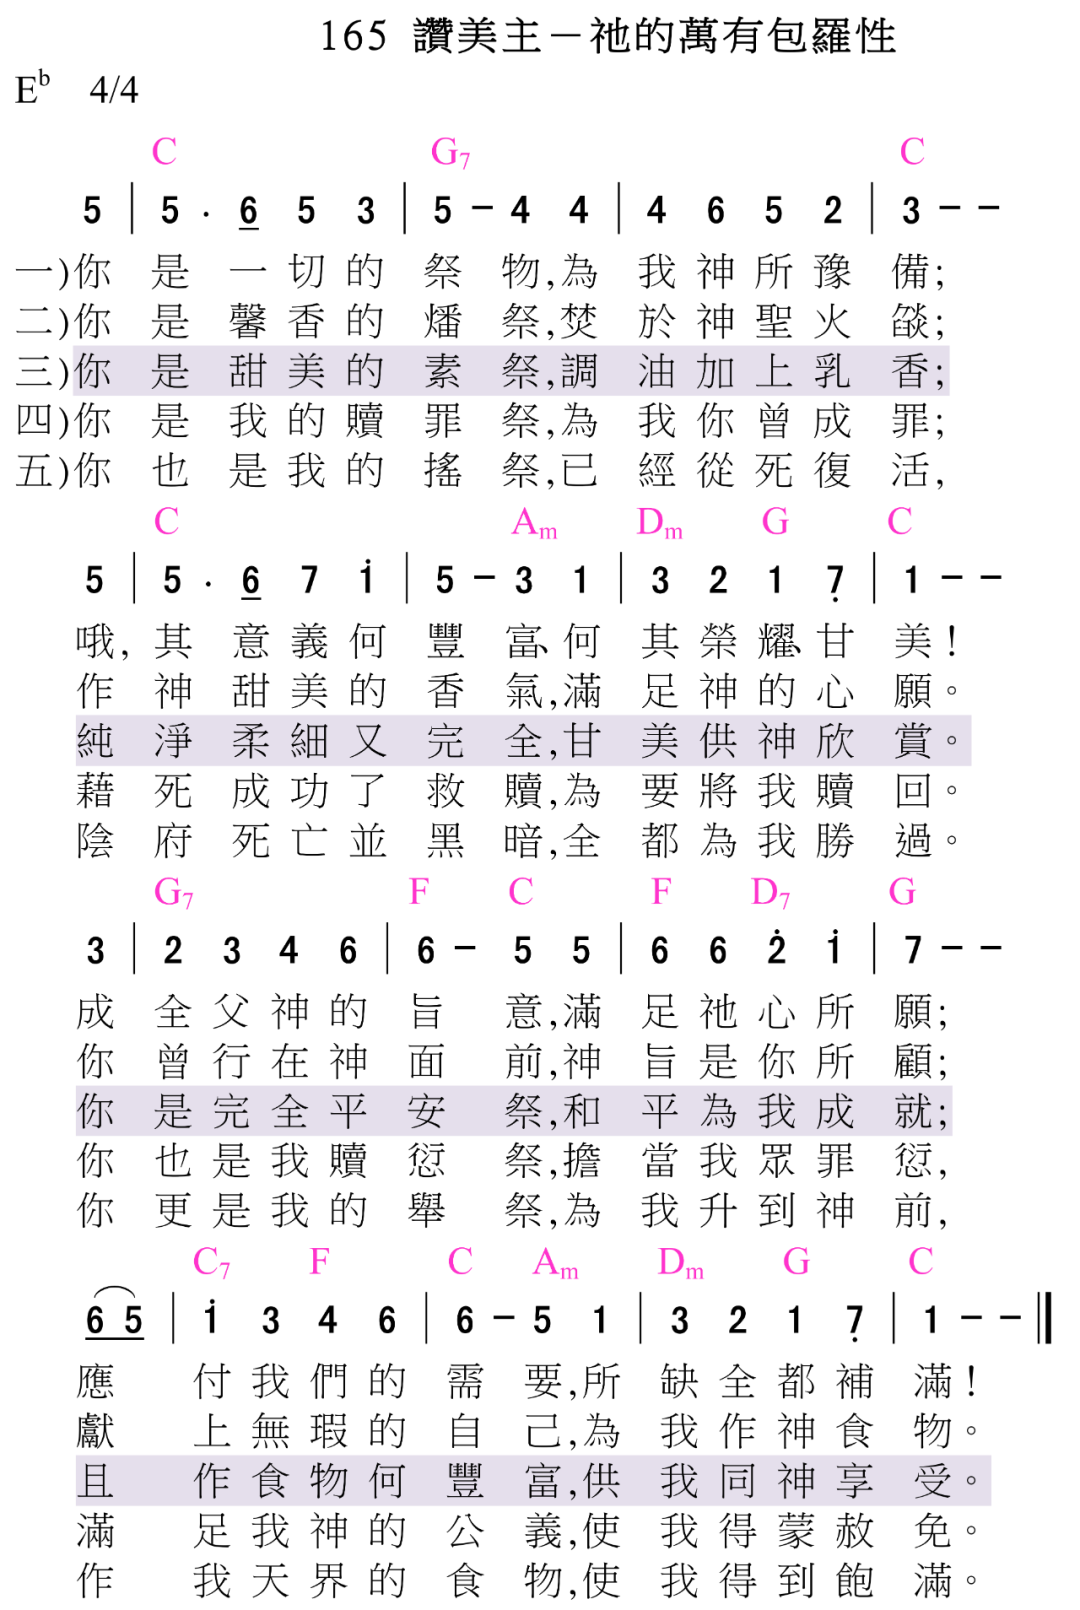 165 讚美主－祂的萬有包羅性
E♭ 4/4
C G7 C
5 | 5 . 6 5 3 | 5 – 4 4 | 4 6 5 2 | 3 – –
一)你 是 一 切 的 祭 物,為 我 神 所 豫 備;
二)你 是 馨 香 的 燔 祭,焚 於 神 聖 火 燄;
三)你 是 甜 美 的 素 祭,調 油 加 上 乳 香;
四)你 是 我 的 贖 罪 祭,為 我 你 曾 成 罪;
五)你 也 是 我 的 搖 祭,已 經 從 死 復 活,
C Am Dm G C
5 | 5 . 6 7 i | 5 – 3 1 | 3 2 1 7̣ | 1 – –
哦, 其 意 義 何 豐 富、何 其 榮 耀、甘 美!
作 神 甜 美 的 香 氣,滿 足 神 的 心 願。
純 淨 柔 細 又 完 全,甘 美 供 神 欣 賞。
藉 死 成 功 了 救 贖,為 要 將 我 贖 回。
陰 府 死 亡 並 黑 暗,全 都 為 我 勝 過。
G7 F C F D7 G
3 | 2 3 4 6 | 6 – 5 5 | 6 6 2̇ i | 7 – –
成 全 父 神 的 旨 意,滿 足 祂 心 所 願;
你 曾 行 在 神 面 前,神 旨 是 你 所 顧;
你 是 完 全 平 安 祭,和 平 為 我 成 就;
你 也 是 我 贖 愆 祭,擔 當 我 眾 罪 愆,
你 更 是 我 的 舉 祭,為 我 升 到 神 前,
C7 F C Am Dm G C
6 5 | i 3 4 6 | 6 – 5 1 | 3 2 1 7̣ | 1 – – ‖
應 付 我 們 的 需 要,所 缺 全 都 補 滿!
獻 上 無 瑕 的 自 己,為 我 作 神 食 物。
且 作 食 物 何 豐 富,供 我 同 神 享 受。
滿 足 我 神 的 公 義,使 我 得 蒙 赦 免。
作 我 天 界 的 食 物,使 我 得 到 飽 滿。